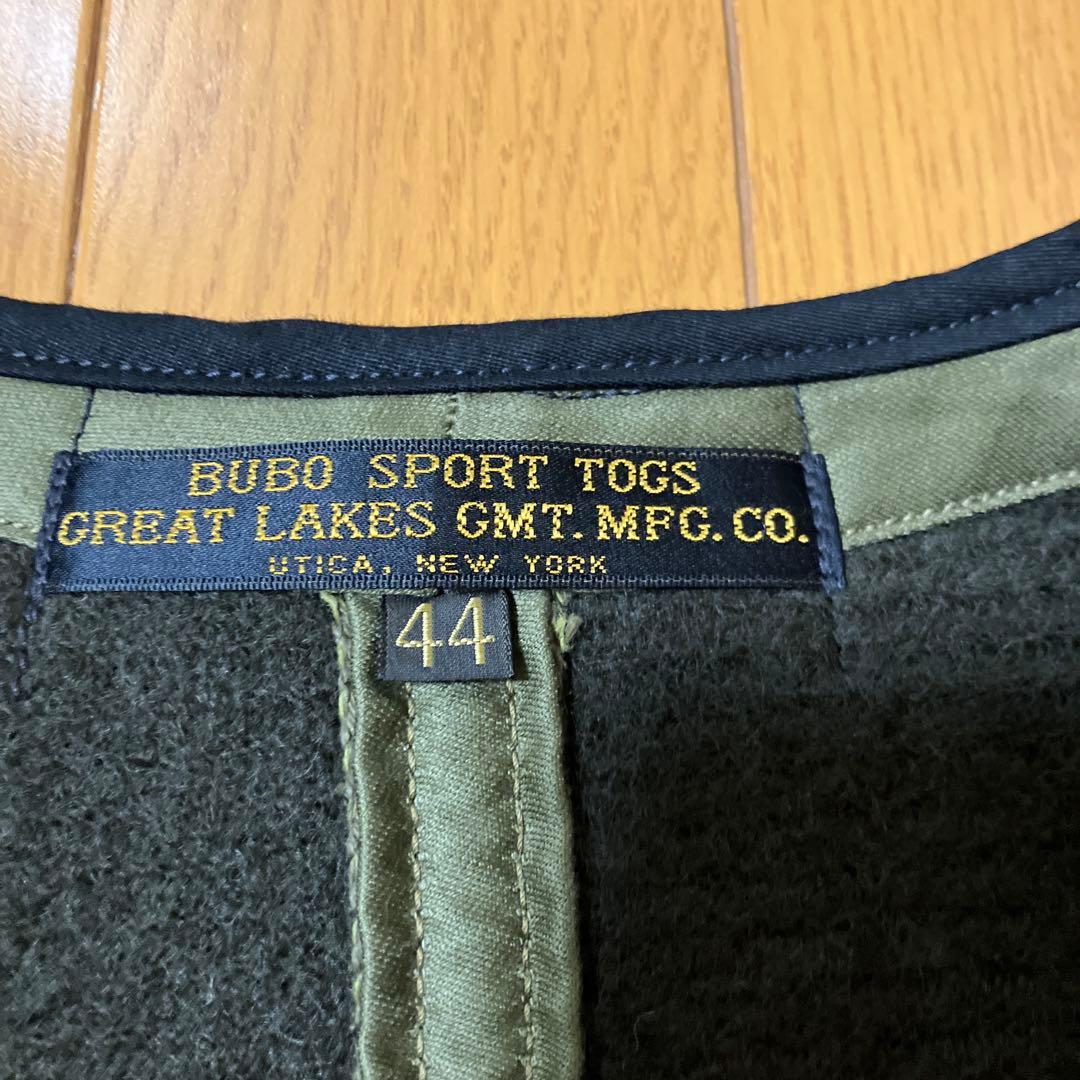 BUBO SPORT TOGS
GREAT LAKES GMT. MFG. CO.
UTICA, NEW YORK
44